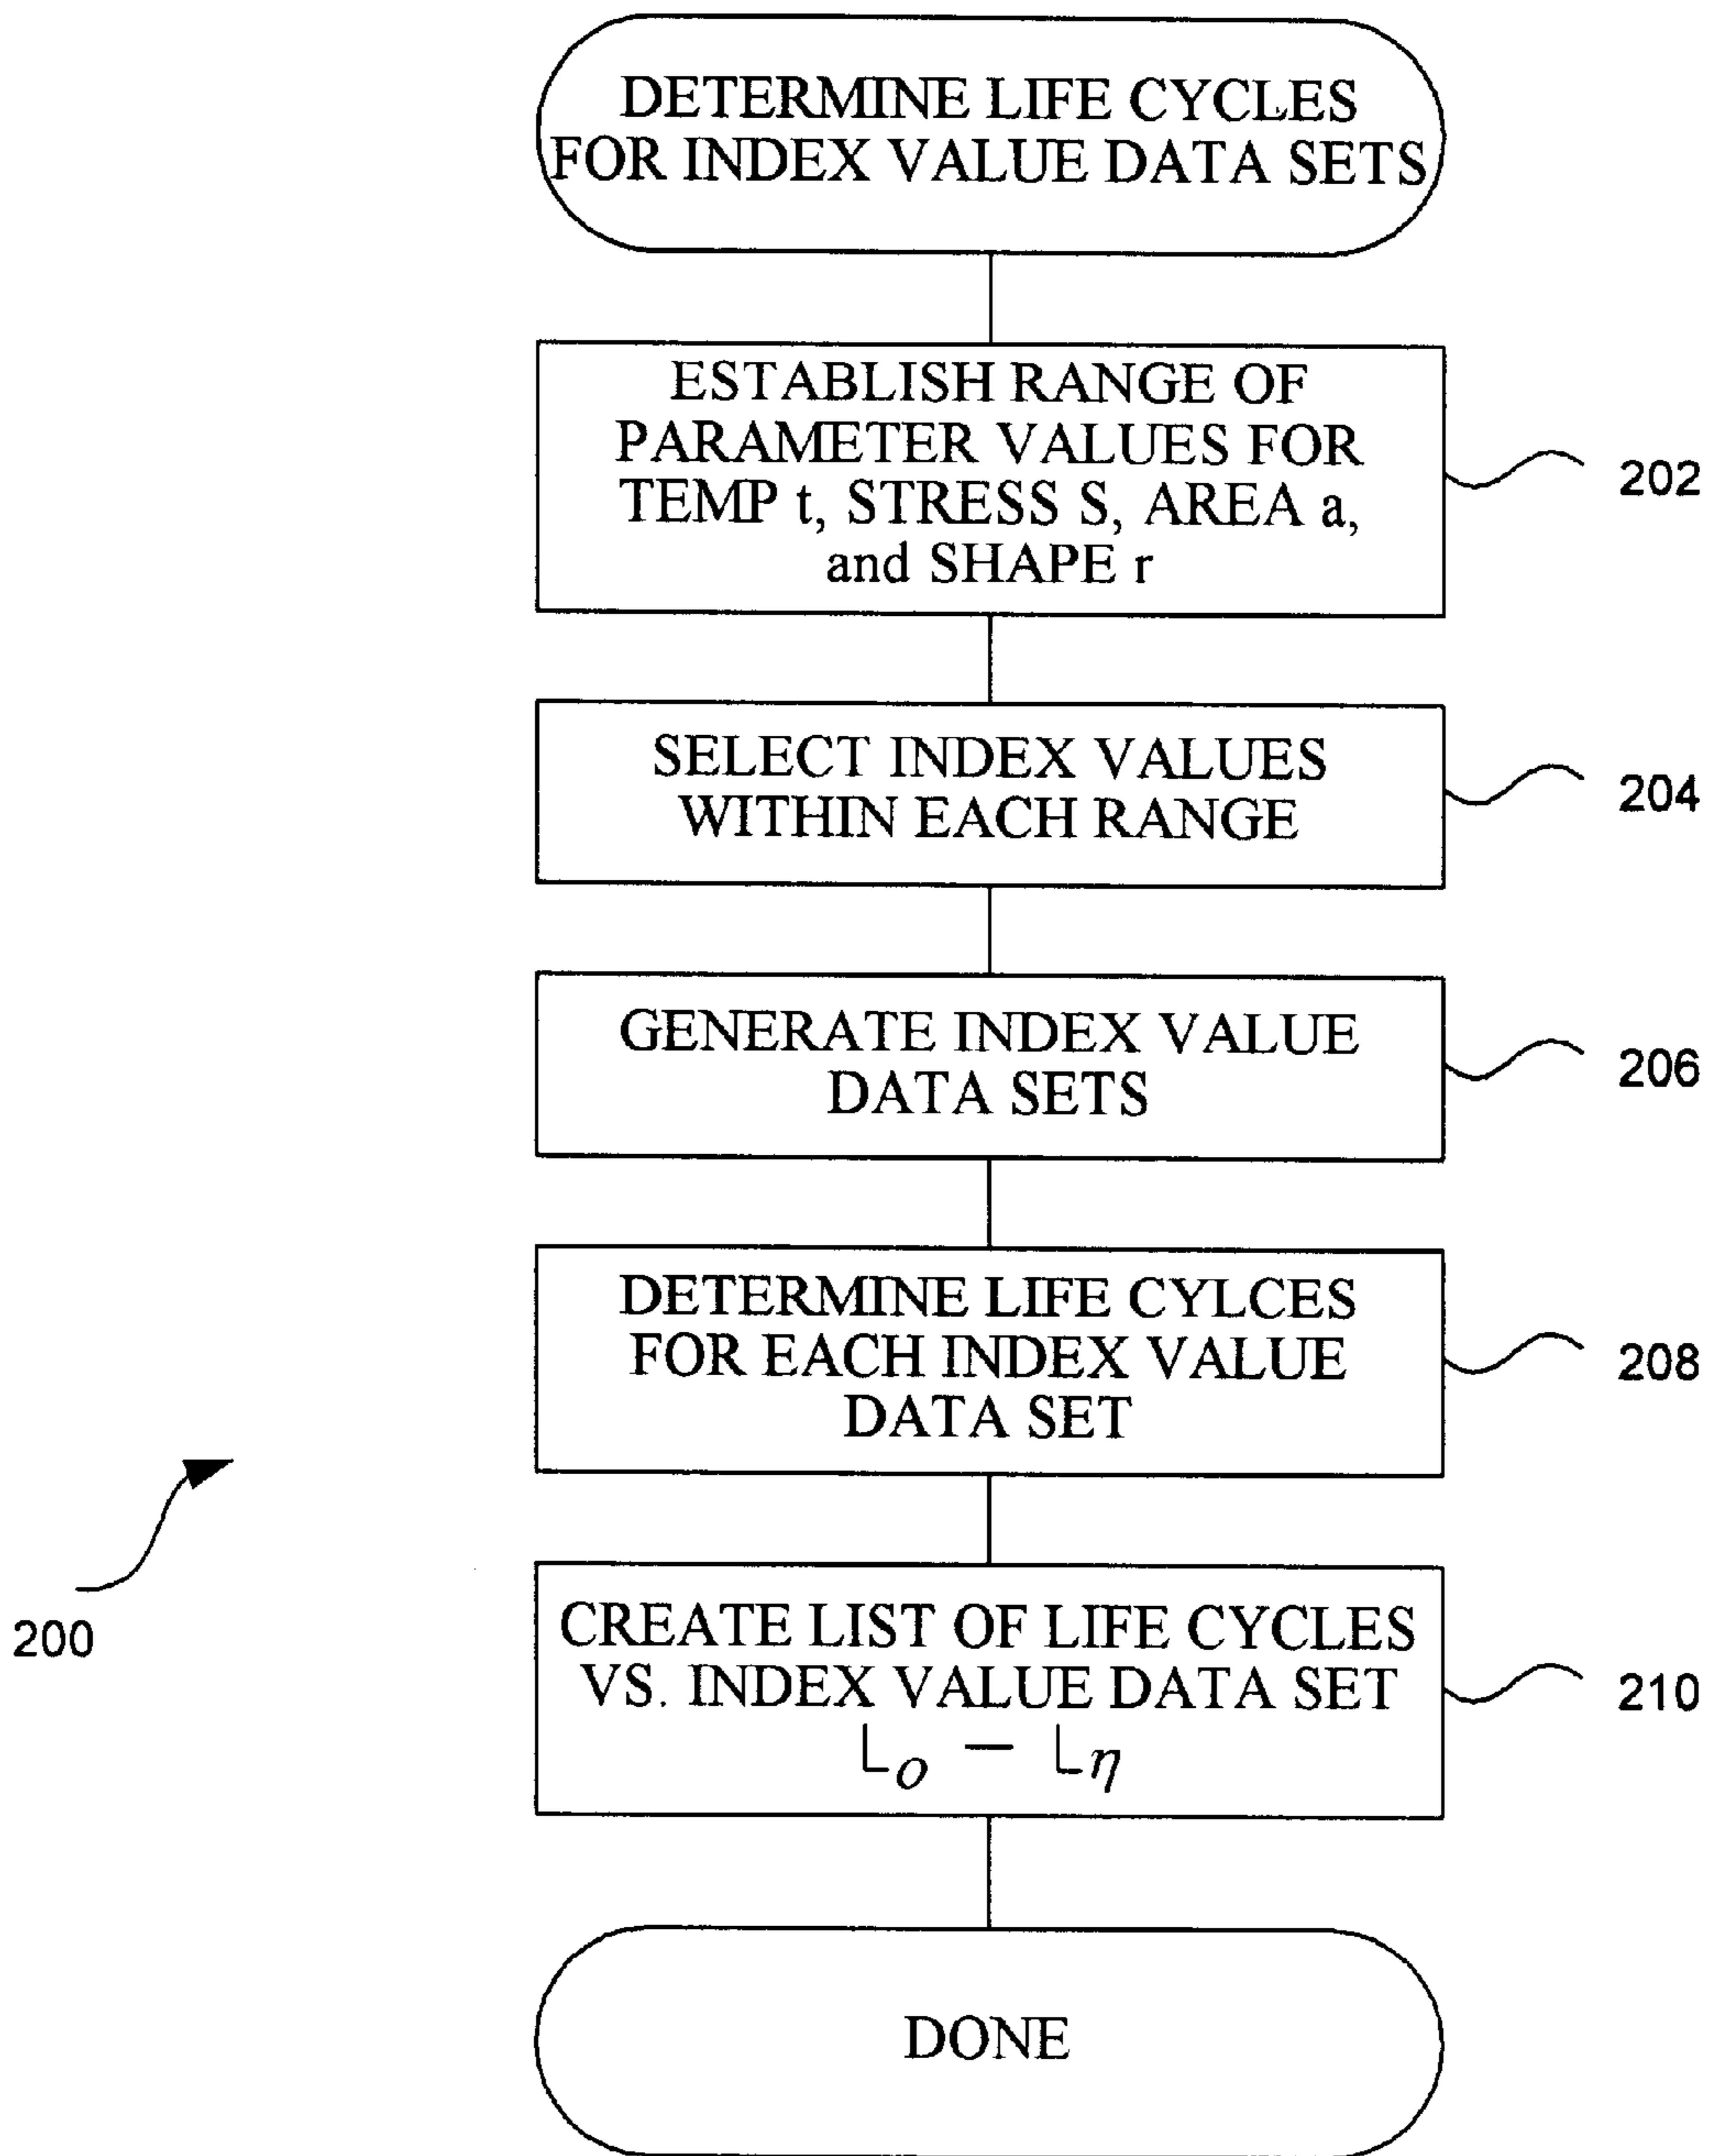 DETERMINE LIFE CYCLES
FOR INDEX VALUE DATA SETS
ESTABLISH RANGE OF
PARAMETER VALUES FOR
TEMP t, STRESS S, AREA a,
and SHAPE r
202
SELECT INDEX VALUES
WITHIN EACH RANGE
204
GENERATE INDEX VALUE
DATA SETS
206
DETERMINE LIFE CYLCES
FOR EACH INDEX VALUE
DATA SET
208
200
CREATE LIST OF LIFE CYCLES
VS. INDEX VALUE DATA SET
L_o – L_η
210
DONE